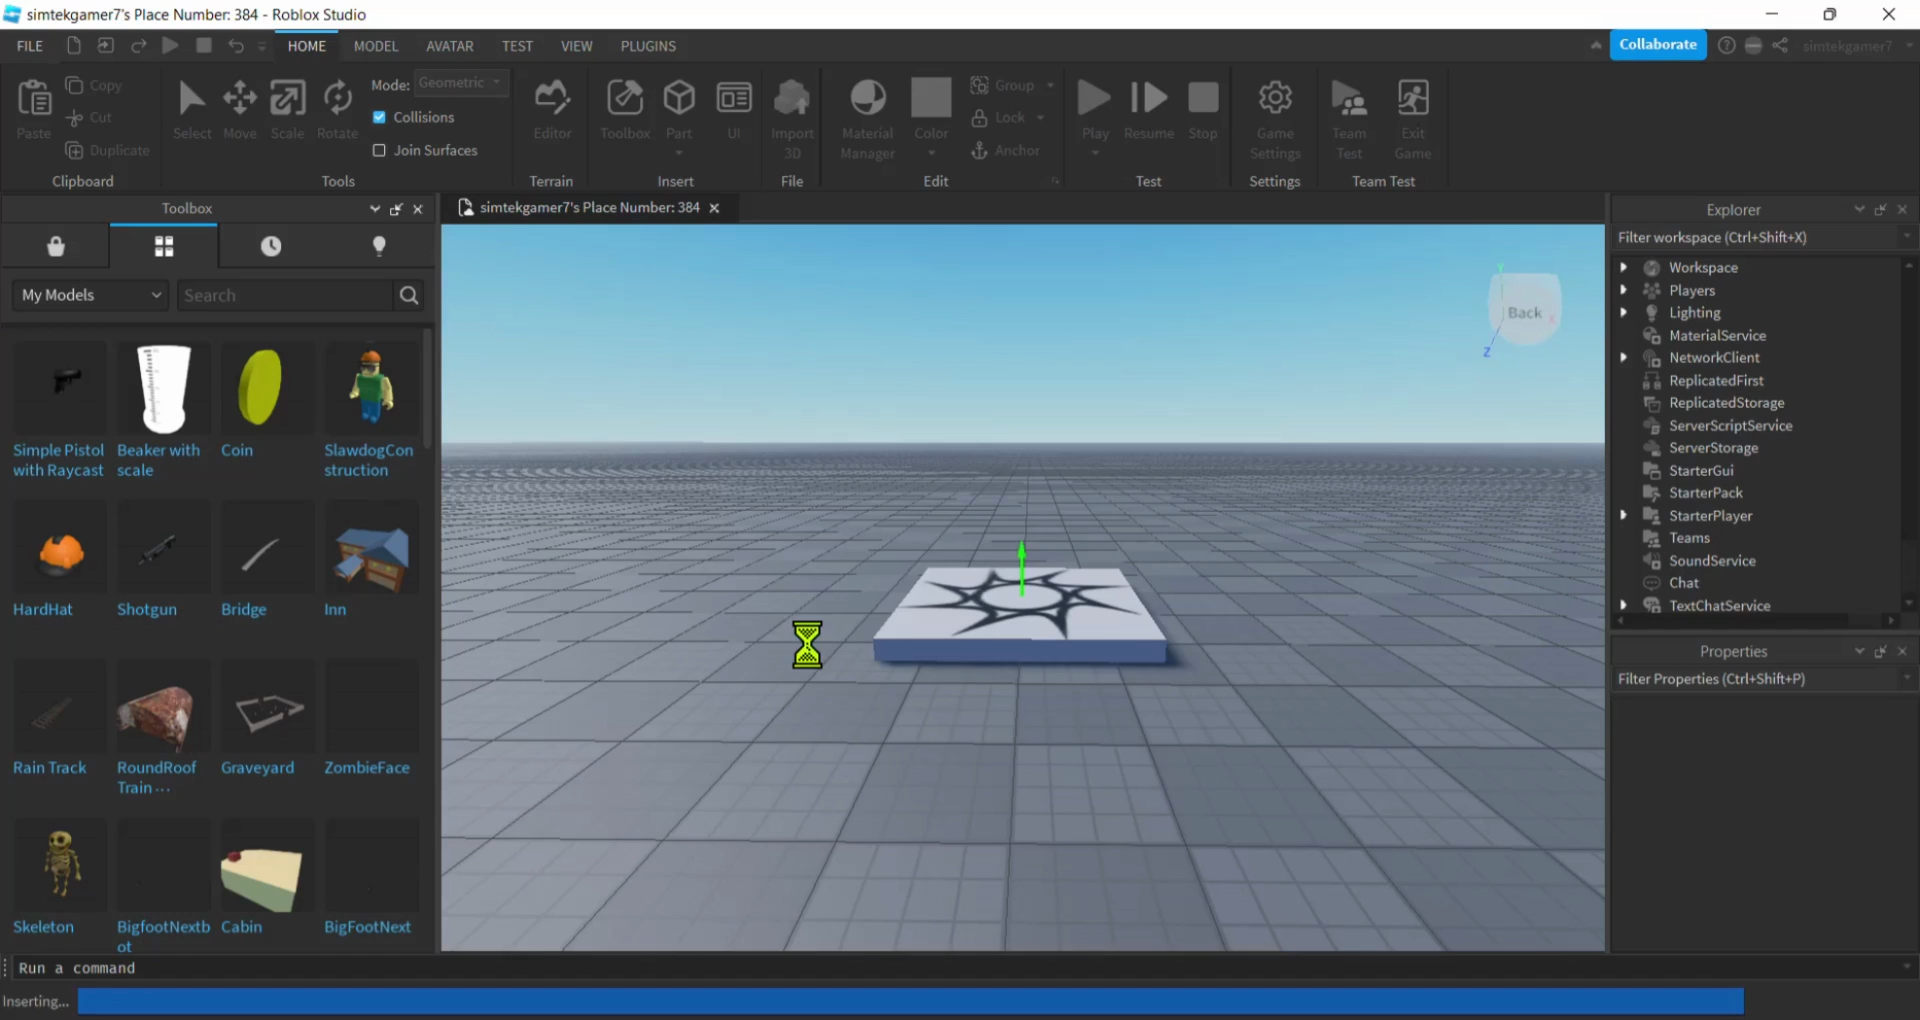 simtekgamer7's Place Number: 384 - Roblox Studio
FILE
HOME
MODEL
AVATAR
TEST
VIEW
PLUGINS
Collaborate
simtekgamer7
Paste
Copy
Cut
Duplicate
Clipboard
Select
Move
Scale
Rotate
Mode: Geometric
Collisions
Join Surfaces
Tools
Editor
Terrain
Toolbox
Part
UI
Insert
Import
3D
File
Material
Manager
Color
Group
Lock
Anchor
Edit
Play
Resume
Stop
Test
Game
Settings
Settings
Team
Test
Exit
Game
Team Test
Toolbox
My Models
Search
Simple Pistol
with Raycast
Beaker with
scale
Coin
SlawdogCon
struction
HardHat
Shotgun
Bridge
Inn
Rain Track
RoundRoof
Train ...
Graveyard
ZombieFace
Skeleton
BigfootNextb
ot
Cabin
BigFootNext
simtekgamer7's Place Number: 384
Back
Y
X
Z
Explorer
Filter workspace (Ctrl+Shift+X)
Workspace
Players
Lighting
MaterialService
NetworkClient
ReplicatedFirst
ReplicatedStorage
ServerScriptService
ServerStorage
StarterGui
StarterPack
StarterPlayer
Teams
SoundService
Chat
TextChatService
Properties
Filter Properties (Ctrl+Shift+P)
Run a command
Inserting...